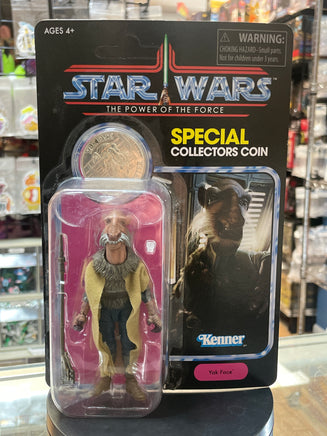 AGES 4+
WARNING:
CHOKING HAZARD - Small parts.
Not for children under 3 years.
STAR WARS
THE POWER OF THE FORCE
SPECIAL
COLLECTORS COIN
Kenner
Yak Face